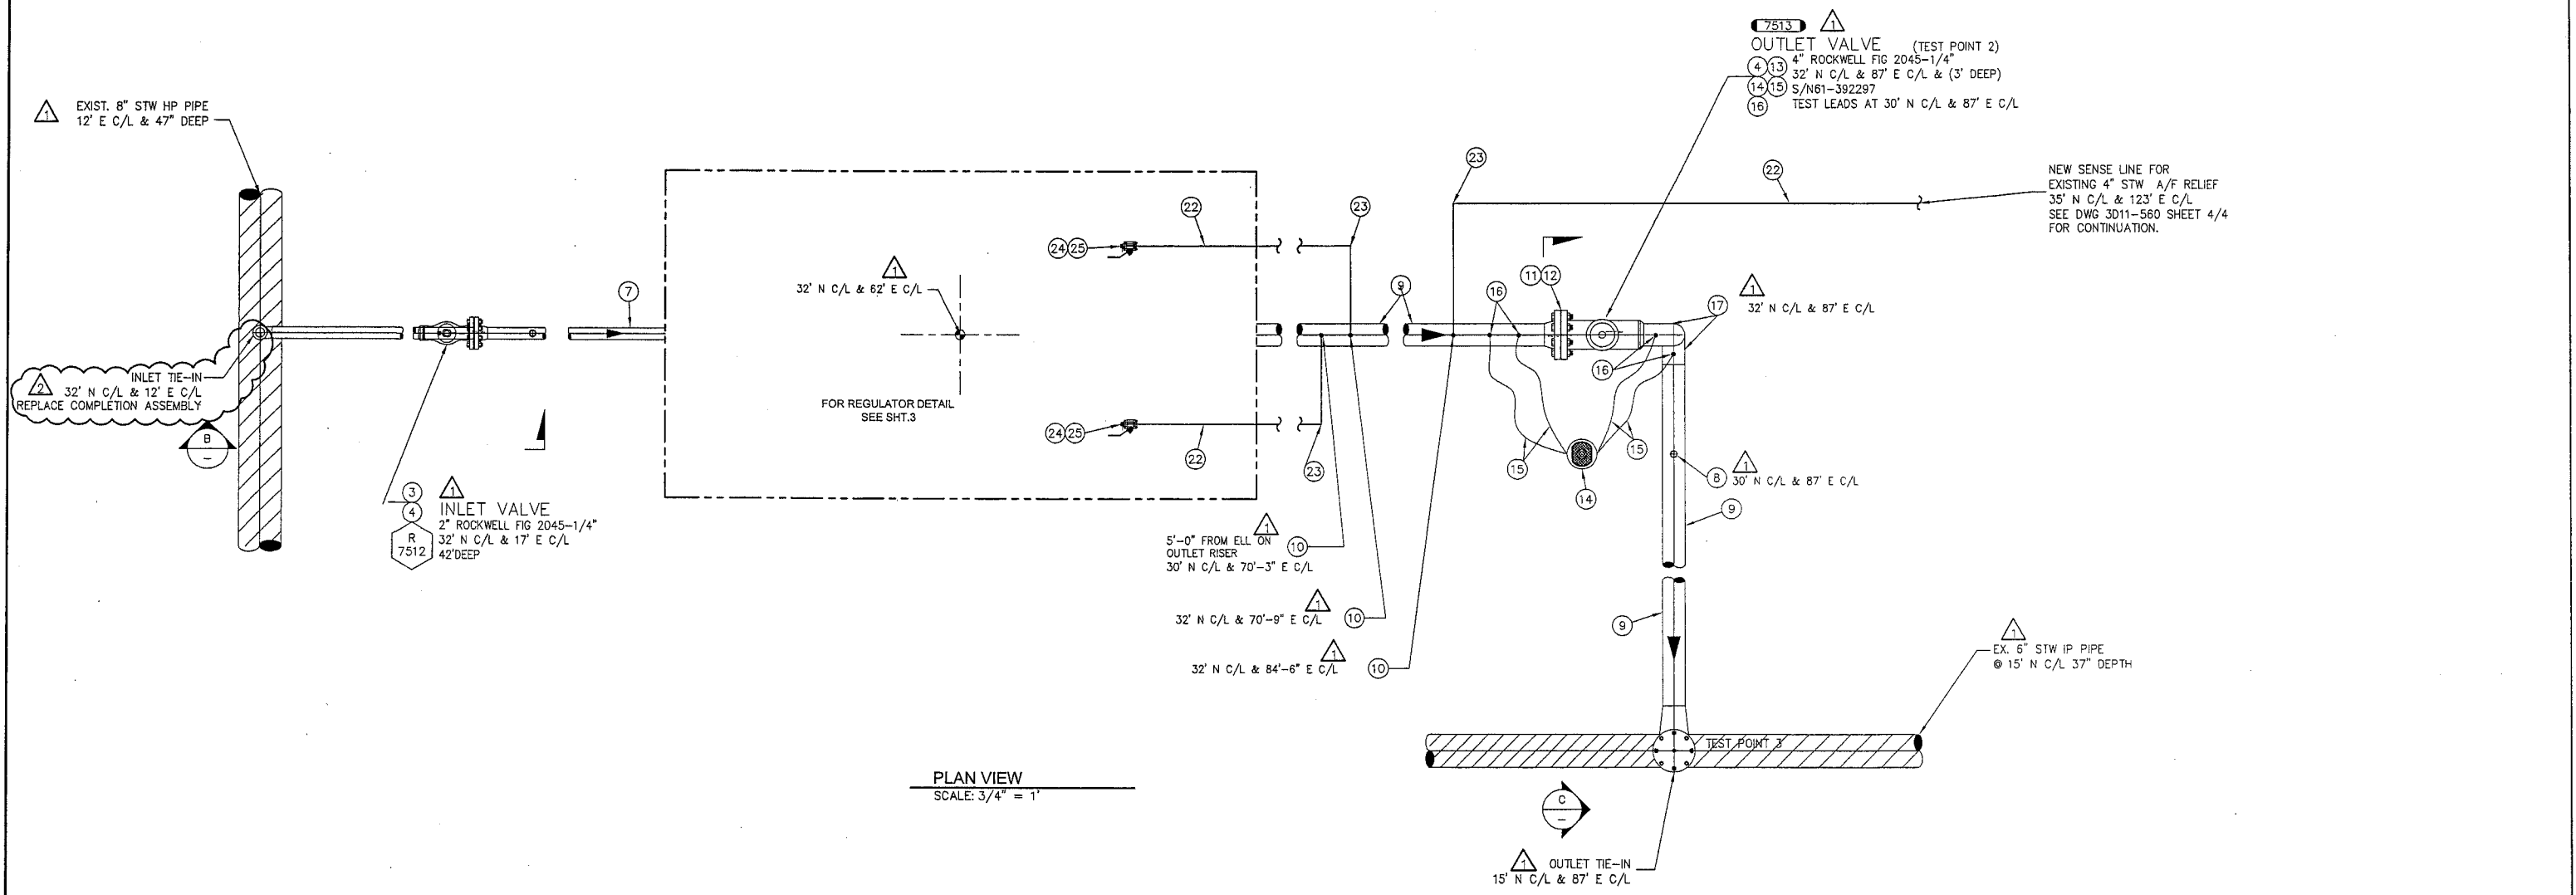 7513 1
OUTLET VALVE (TEST POINT 2)
4 13 4" ROCKWELL FIG 2045-1/4"
32' N C/L & 87' E C/L & (3' DEEP)
14 15 S/N61-392297
16 TEST LEADS AT 30' N C/L & 87' E C/L
1 EXIST. 8" STW HP PIPE
12' E C/L & 47" DEEP
23
22
NEW SENSE LINE FOR
EXISTING 4" STW A/F RELIEF
35' N C/L & 123' E C/L
SEE DWG 3D11-560 SHEET 4/4
FOR CONTINUATION.
22
23
24 25
11 12
1
32' N C/L & 62' E C/L
7
9
16
17
1
32' N C/L & 87' E C/L
INLET TIE-IN
2 32' N C/L & 12' E C/L
REPLACE COMPLETION ASSEMBLY
B
–
FOR REGULATOR DETAIL
SEE SHT.3
24 25
22
23
16
15
15
14
8
1
30' N C/L & 87' E C/L
9
3 1
4 INLET VALVE
2" ROCKWELL FIG 2045-1/4"
R 32' N C/L & 17' E C/L
7512 42'DEEP
1
5'-0" FROM ELL ON
OUTLET RISER
30' N C/L & 70'-3" E C/L
10
1
32' N C/L & 70'-9" E C/L 10
1
32' N C/L & 84'-6" E C/L 10
9
1
EX. 6" STW IP PIPE
@ 15' N C/L 37" DEPTH
TEST POINT 3
PLAN VIEW
SCALE: 3/4" = 1'
C
–
1 OUTLET TIE-IN
15' N C/L & 87' E C/L